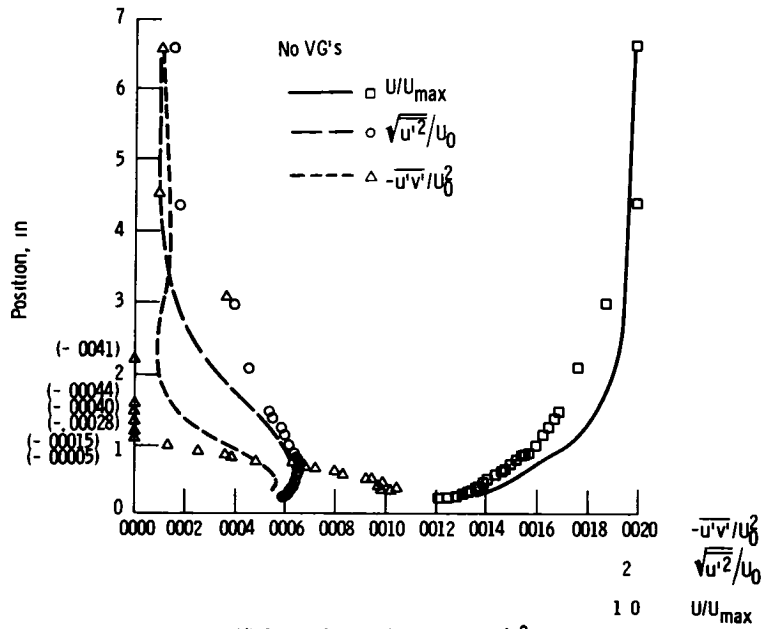 7
No VG's
U/Umax
6
√u'²/U0
5
-u'v'/U0²
4
Position, in
3
(- 0041)
2
(- 00044)
(- 00040)
(- 00028)
(- 00015)
1
(- 00005)
0
0000 0002 0004 0006 0008 0010 0012 0014 0016 0018 0020 -u'v'/U0²
2 √u'²/U0
1 0 U/Umax